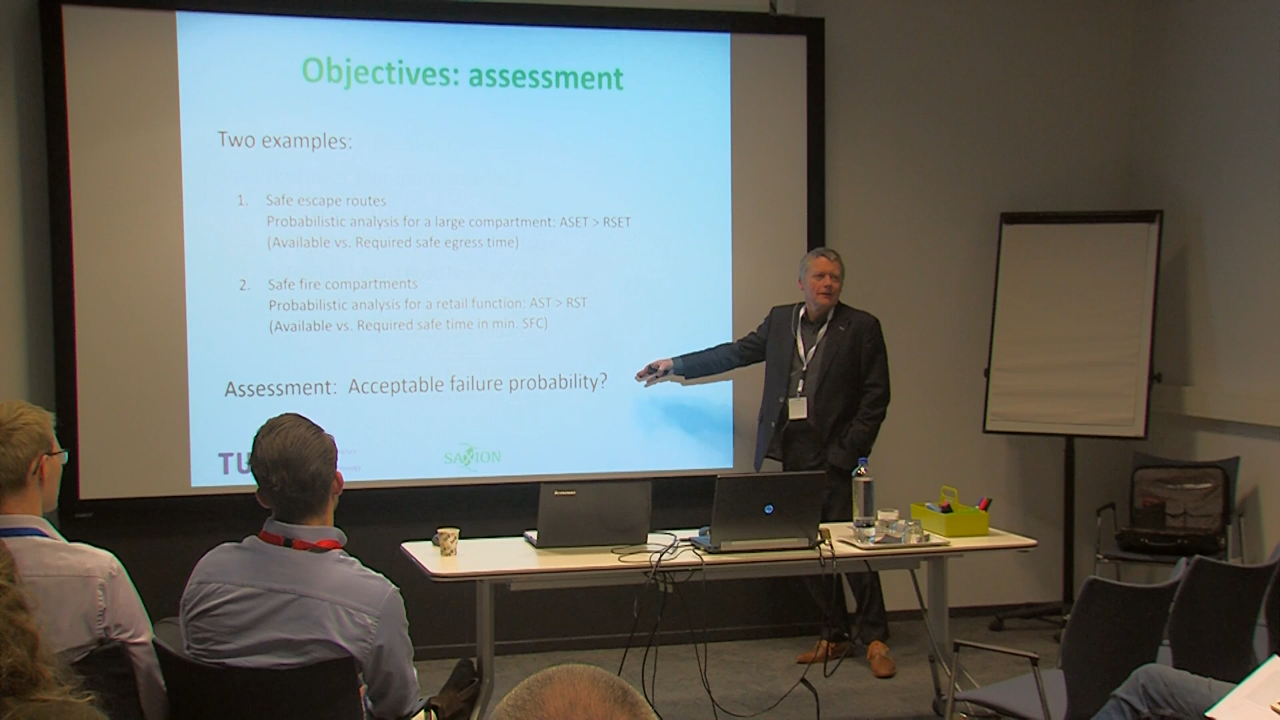 Objectives: assessment
Two examples:
1. Safe escape routes
Probabilistic analysis for a large compartment: ASET > RSET
(Available vs. Required safe egress time)
2. Safe fire compartments
Probabilistic analysis for a retail function: AST > RST
(Available vs. Required safe time in min. SFC)
Assessment: Acceptable failure probability?
TU
SAXION
lenovo
hp